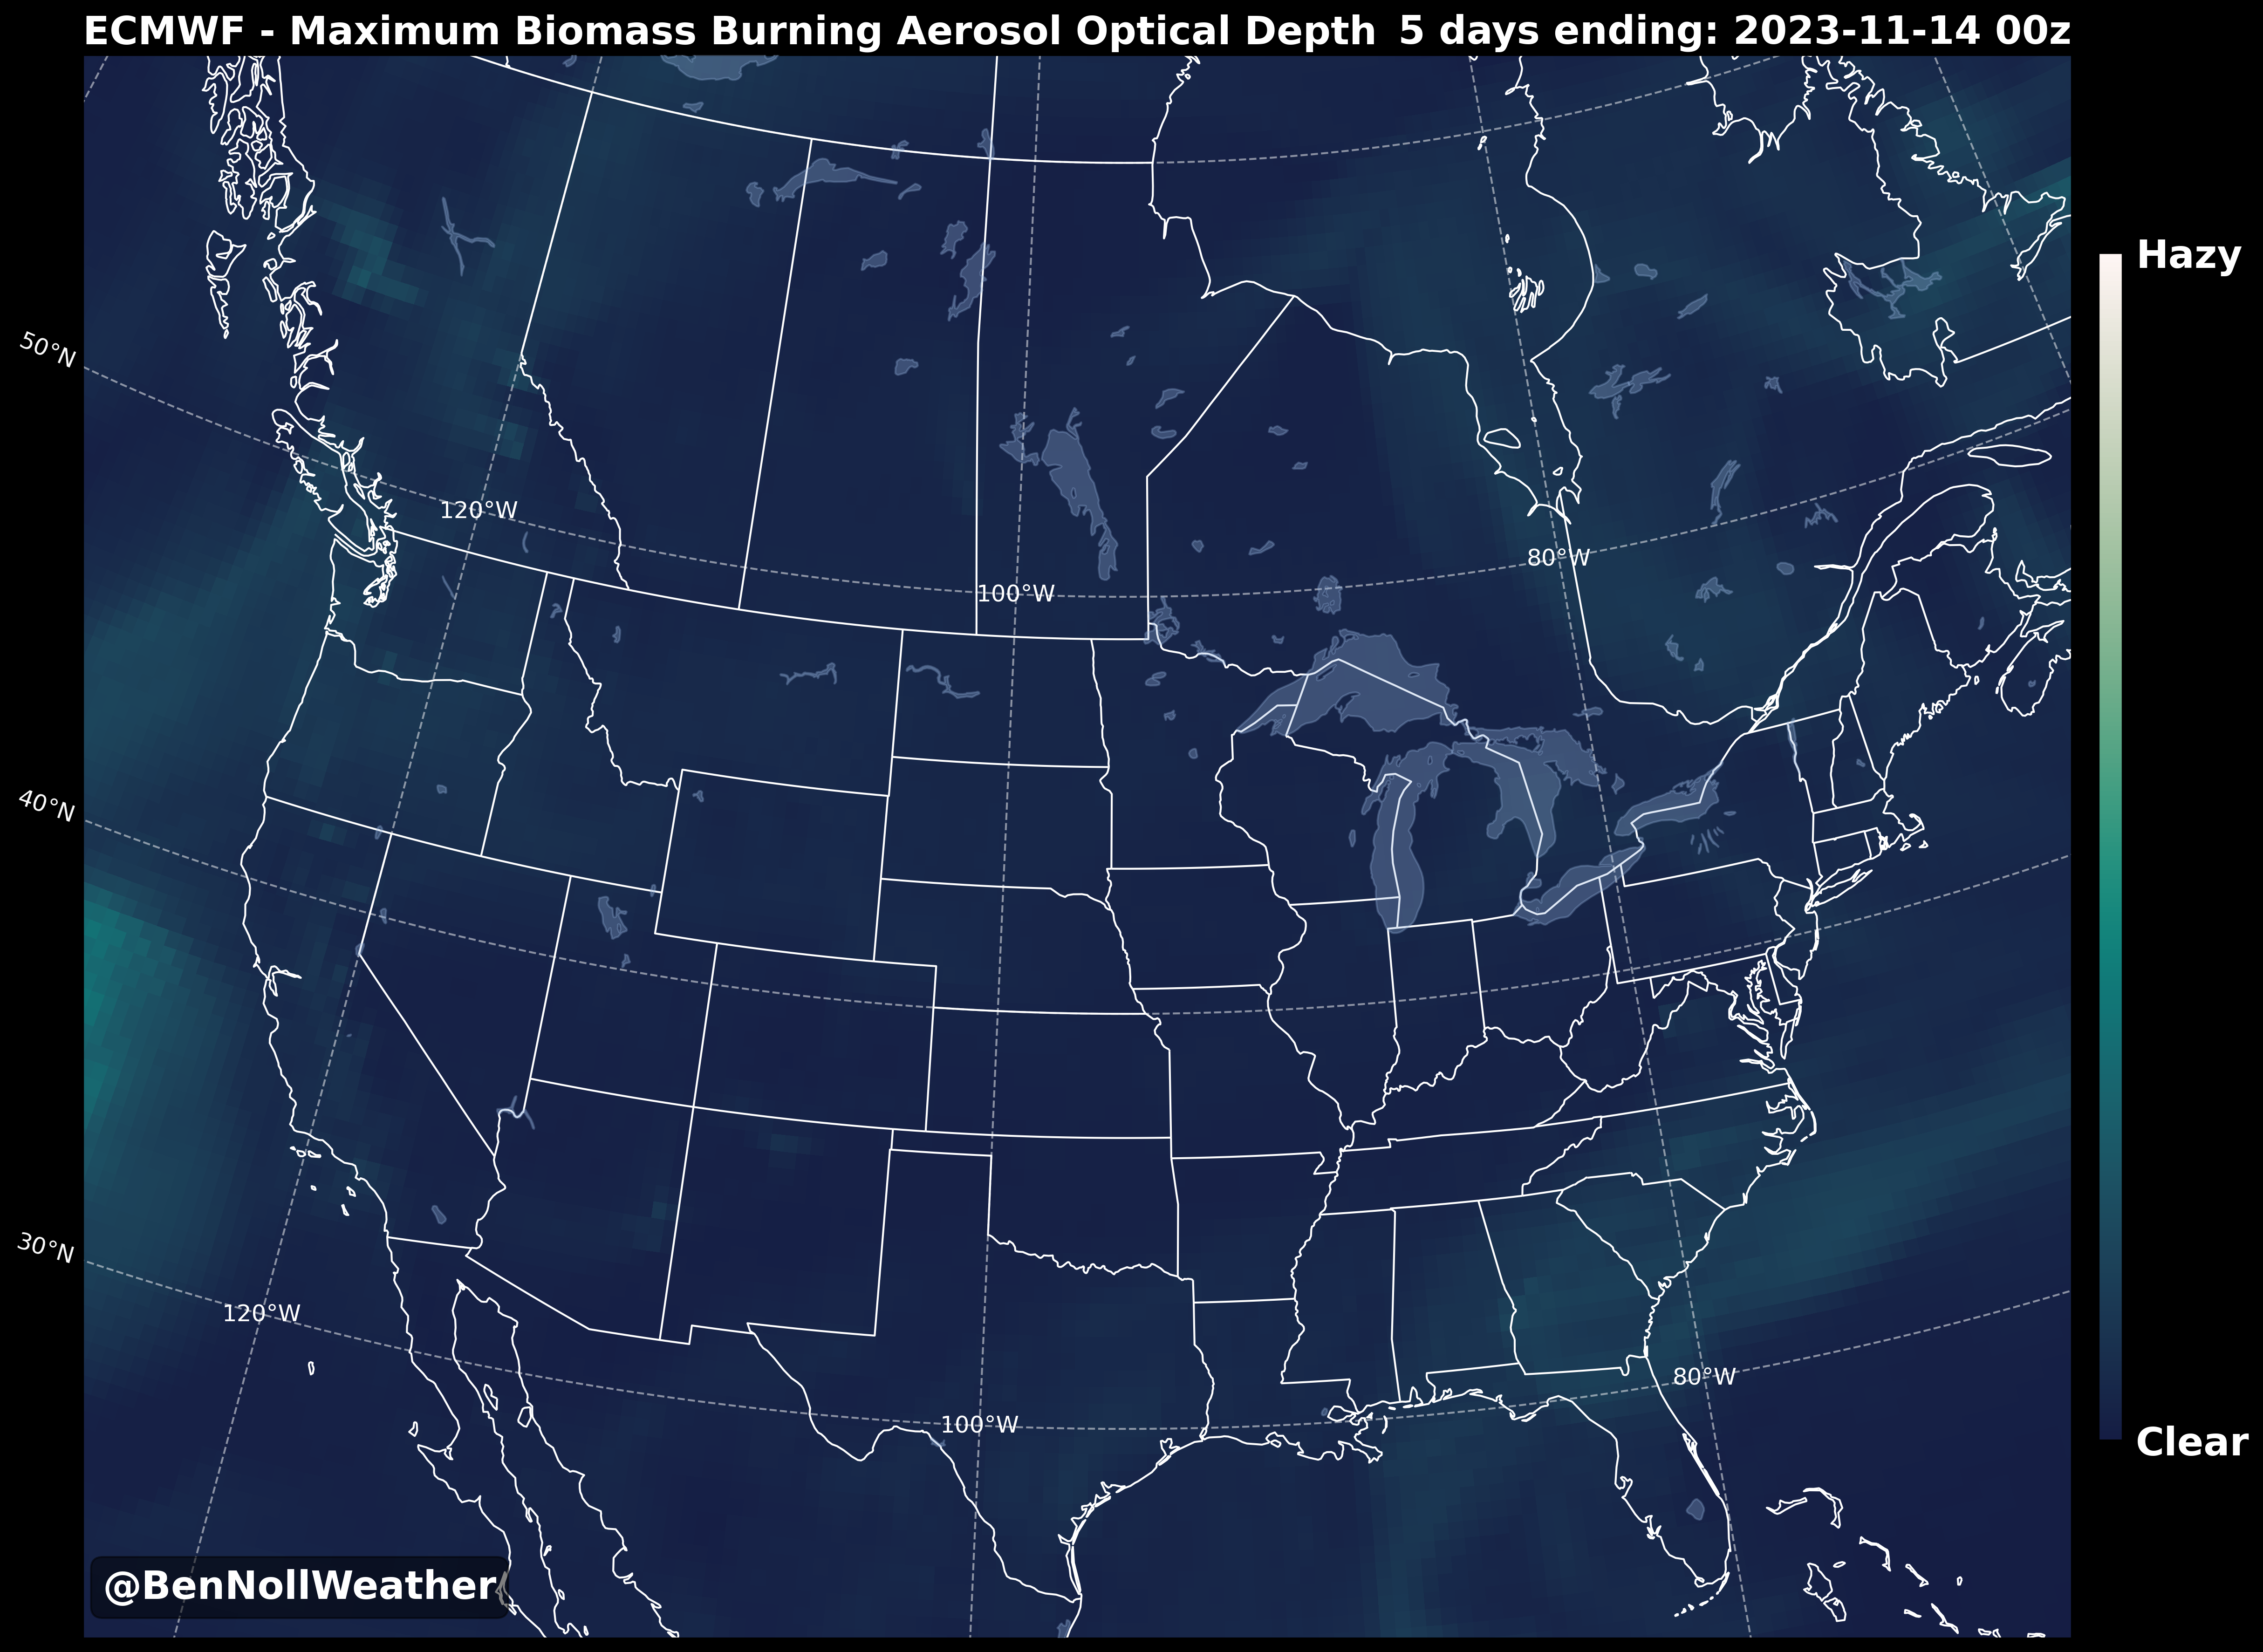 ECMWF - Maximum Biomass Burning Aerosol Optical Depth 5 days ending: 2023-11-14 00z
Hazy
50°N
120°W
80°W
100°W
40°N
30°N
120°W
80°W
100°W
Clear
@BenNollWeather